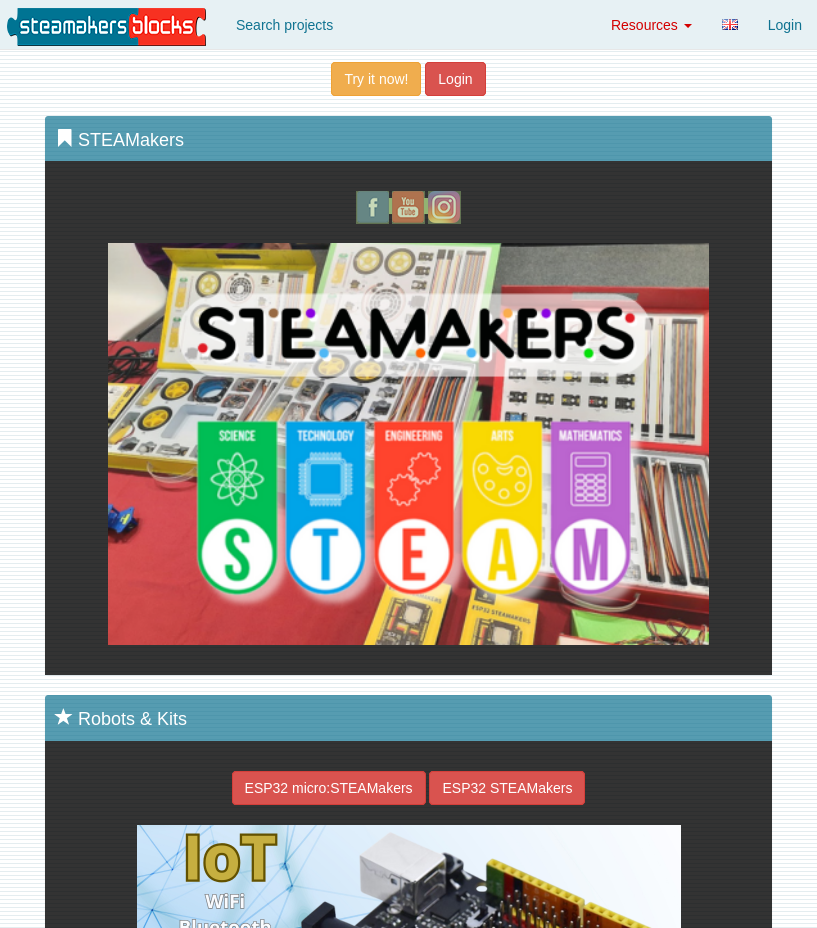 steamakers blocks
Search projects
Resources
Login
Try it now!
Login
STEAMakers
f
You
Tube
STEAMAKERS
SCIENCE
TECHNOLOGY
ENGINEERING
ARTS
MATHEMATICS
S
T
E
A
M
ESP32 STEAMAKERS
Robots & Kits
ESP32 micro:STEAMakers
ESP32 STEAMakers
IoT
WiFi
Bluetooth